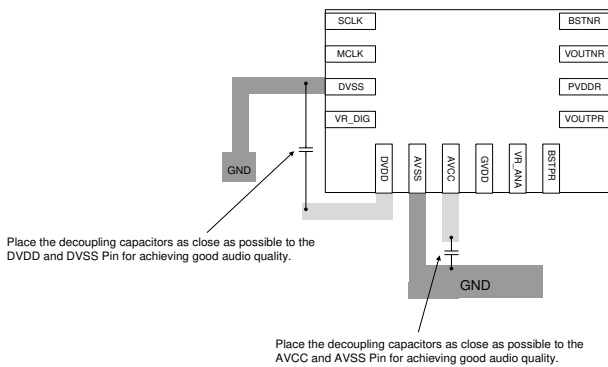 SCLK
MCLK
DVSS
VR_DIG
BSTNR
VOUTNR
PVDDR
VOUTPR
DVDD
AVSS
AVCC
GVDD
VR_ANA
BSTPR
GND
Place the decoupling capacitors as close as possible to the
DVDD and DVSS Pin for achieving good audio quality.
GND
Place the decoupling capacitors as close as possible to the
AVCC and AVSS Pin for achieving good audio quality.